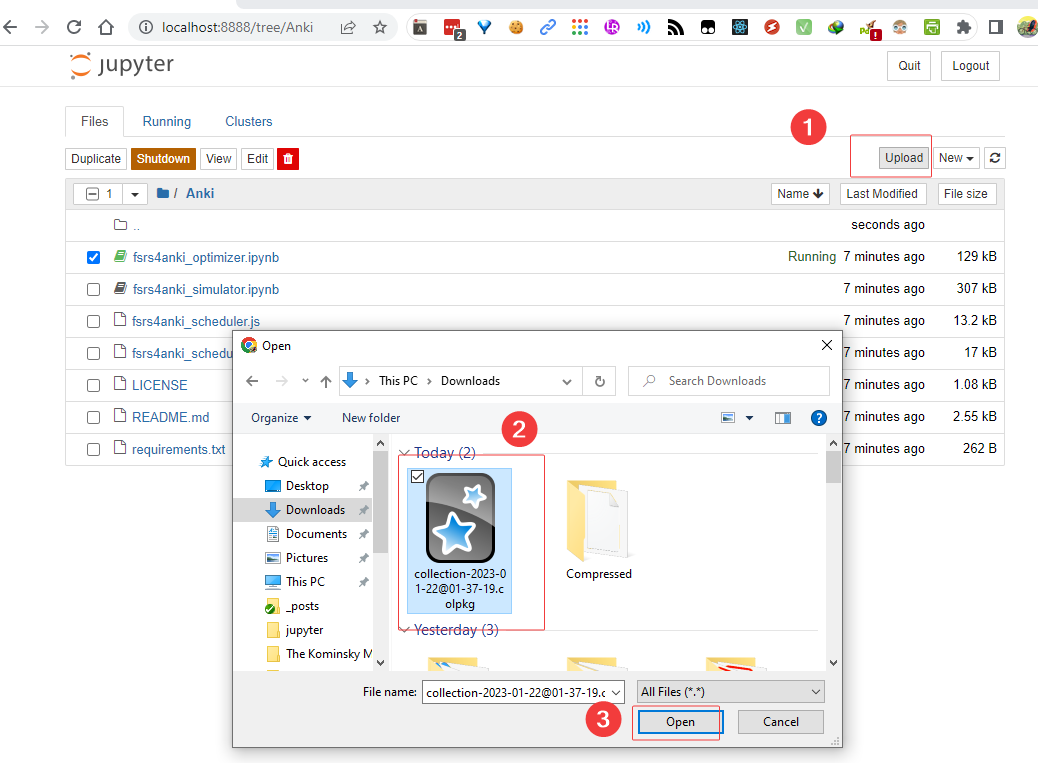 localhost:8888/tree/Anki
2
jupyter
Quit
Logout
Files
Running
Clusters
1
Duplicate
Shutdown
View
Edit
Upload
New
1
/ Anki
Name
Last Modified
File size
..
seconds ago
fsrs4anki_optimizer.ipynb
Running
7 minutes ago
129 kB
fsrs4anki_simulator.ipynb
7 minutes ago
307 kB
fsrs4anki_scheduler.js
7 minutes ago
13.2 kB
fsrs4anki_schedu
7 minutes ago
17 kB
LICENSE
7 minutes ago
1.08 kB
README.md
7 minutes ago
2.55 kB
requirements.txt
7 minutes ago
262 B
Open
This PC
Downloads
Search Downloads
Organize
New folder
2
Quick access
Desktop
Downloads
Documents
Pictures
This PC
_posts
jupyter
The Kominsky M
Today (2)
collection-2023-0
1-22@01-37-19.c
olpkg
Compressed
Yesterday (3)
File name:
collection-2023-01-22@01-37-19.c
All Files (*.*)
3
Open
Cancel